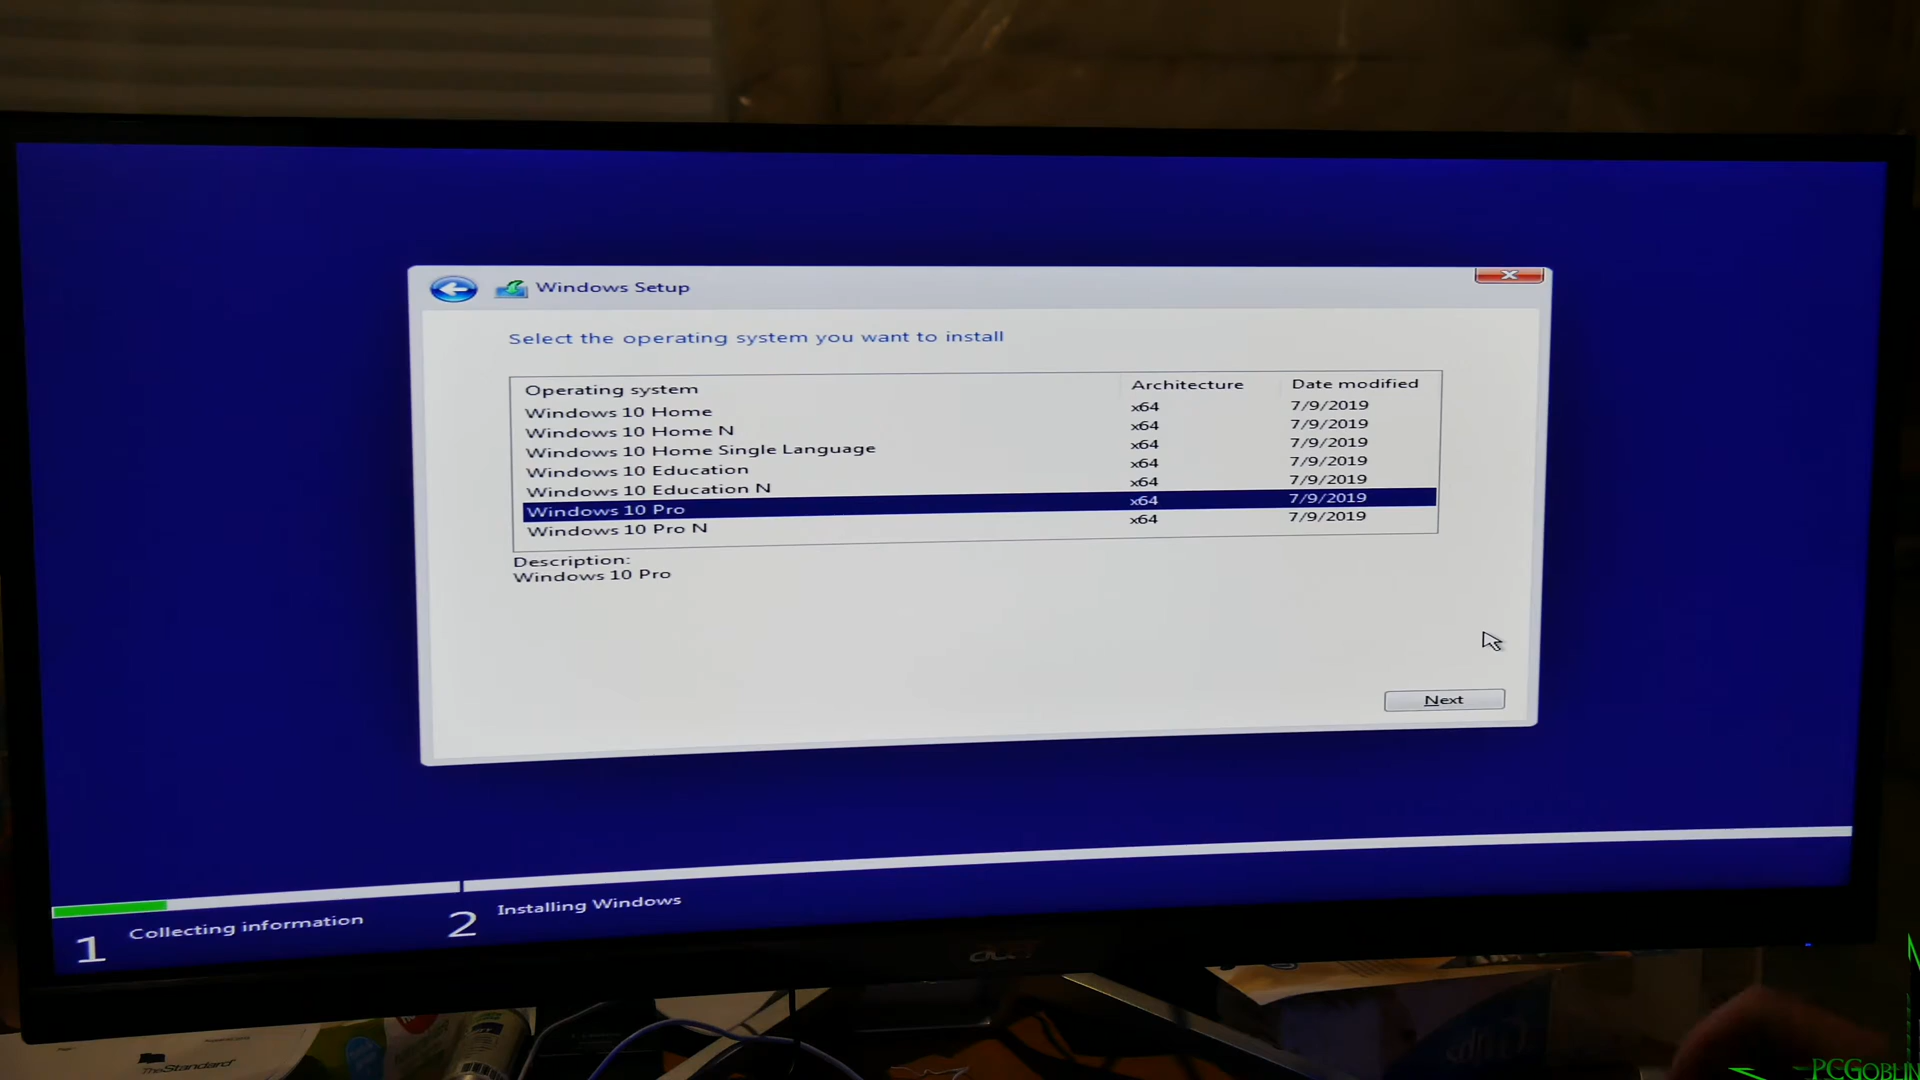 Windows Setup
Select the operating system you want to install
Operating system Architecture Date modified
Windows 10 Home x64 7/9/2019
Windows 10 Home N x64 7/9/2019
Windows 10 Home Single Language x64 7/9/2019
Windows 10 Education x64 7/9/2019
Windows 10 Education N x64 7/9/2019
Windows 10 Pro x64 7/9/2019
Windows 10 Pro N x64 7/9/2019
Description:
Windows 10 Pro
Next
1 Collecting information
2 Installing Windows
acer
TheStandard
PCGOBLIN